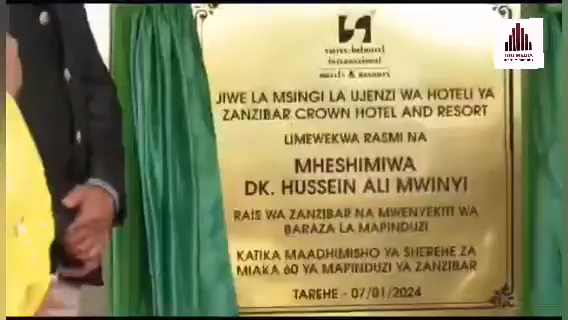 swiss-belhotel
international
hotels & resorts
JIWE LA MSINGI LA UJENZI WA HOTELI YA
ZANZIBAR CROWN HOTEL AND RESORT
LIMEWEKWA RASMI NA
MHESHIMIWA
DK. HUSSEIN ALI MWINYI
RAIS WA ZANZIBAR NA MWENYEKITI WA
BARAZA LA MAPINDUZI
KATIKA MAADHIMISHO YA SHEREHE ZA
MIAKA 60 YA MAPINDUZI YA ZANZIBAR
TAREHE - 07/01/2024